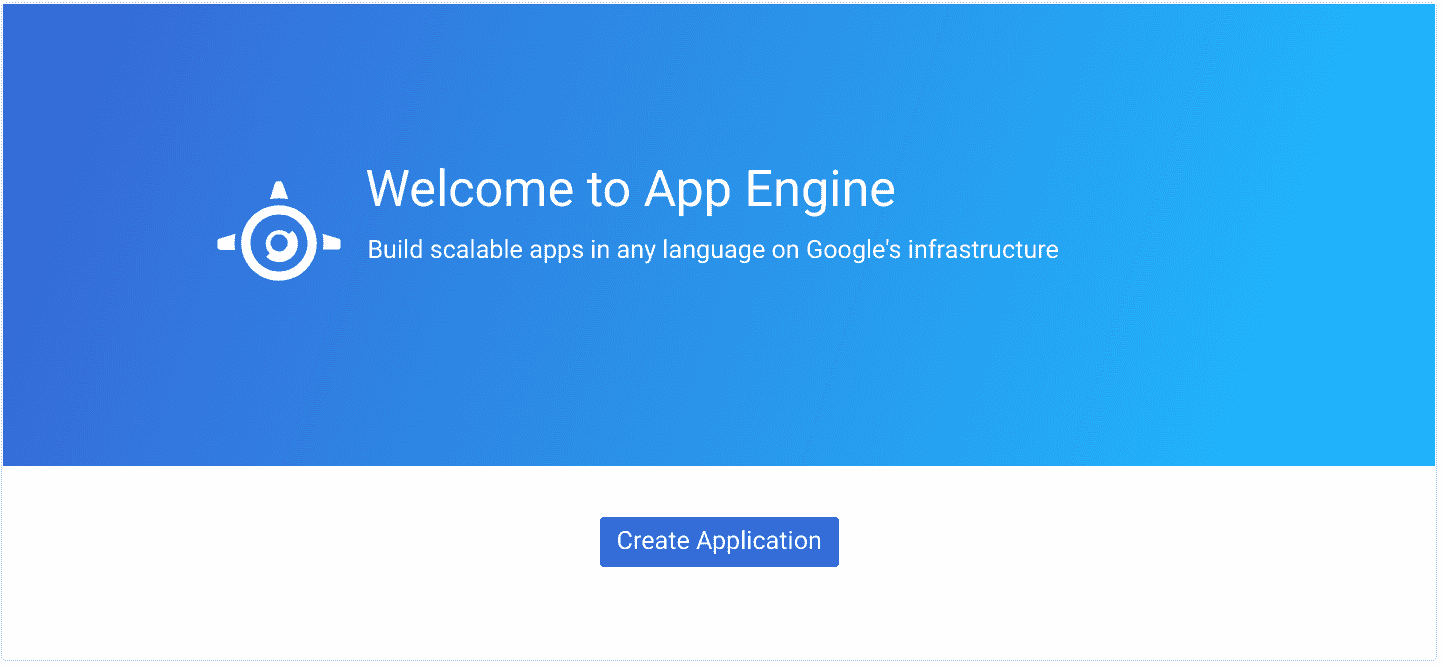 Welcome to App Engine
Build scalable apps in any language on Google's infrastructure
Create Application